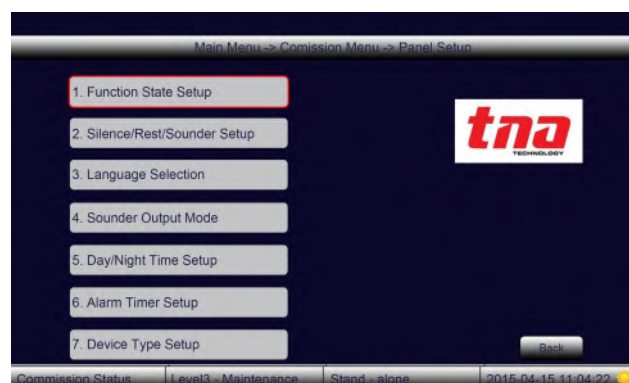 Main Menu -> Comission Menu -> Panel Setup
1. Function State Setup
2. Silence/Rest/Sounder Setup
3. Language Selection
4. Sounder Output Mode
5. Day/Night Time Setup
6. Alarm Timer Setup
7. Device Type Setup
tna
TECHNOLOGY
Back
Commission Status Level3 - Maintenance Stand - alone 2015-04-15 11:04:22